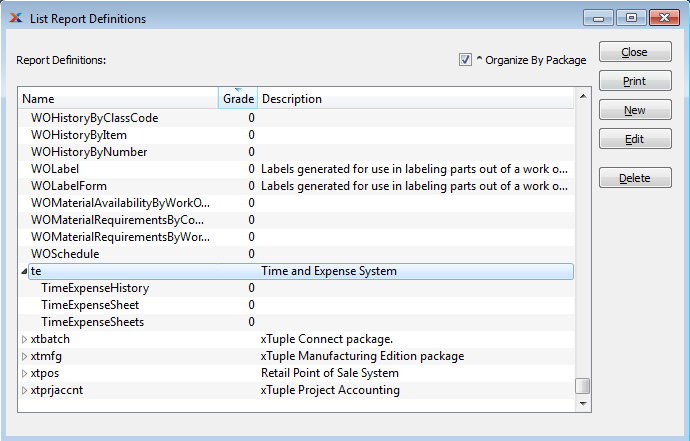 List Report Definitions
Report Definitions:
^ Organize By Package
Close
Print
New
Edit
Delete
Name Grade Description
WOHistoryByClassCode 0
WOHistoryByItem 0
WOHistoryByNumber 0
WOLabel 0 Labels generated for use in labeling parts out of a work o...
WOLabelForm 0 Labels generated for use in labeling parts out of a work o...
WOMaterialAvailabilityByWorkO... 0
WOMaterialRequirementsByCo... 0
WOMaterialRequirementsByWor... 0
WOSchedule 0
te Time and Expense System
TimeExpenseHistory 0
TimeExpenseSheet 0
TimeExpenseSheets 0
xtbatch xTuple Connect package.
xtmfg xTuple Manufacturing Edition package
xtpos Retail Point of Sale System
xtprjaccnt xTuple Project Accounting